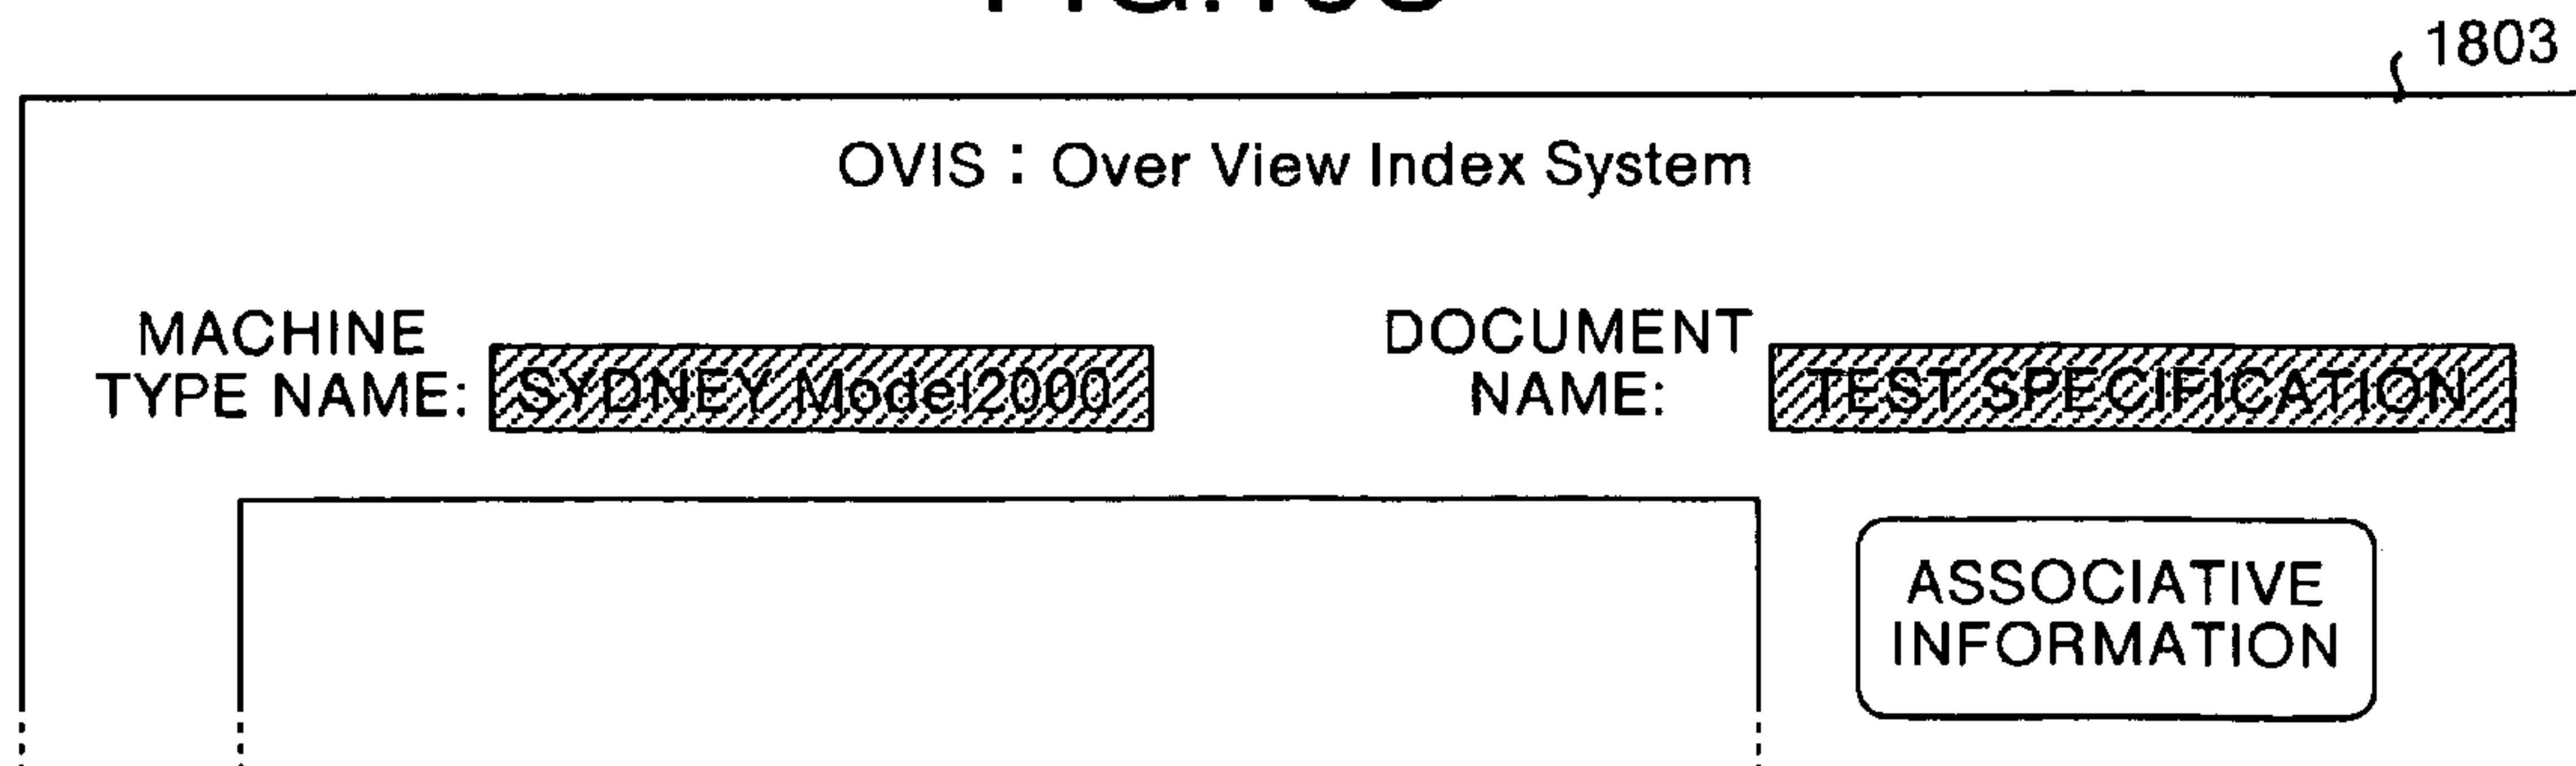 1803
OVIS : Over View Index System
MACHINE
TYPE NAME:
SYDNEY Model2000
DOCUMENT
NAME:
TEST SPECIFICATION
ASSOCIATIVE
INFORMATION